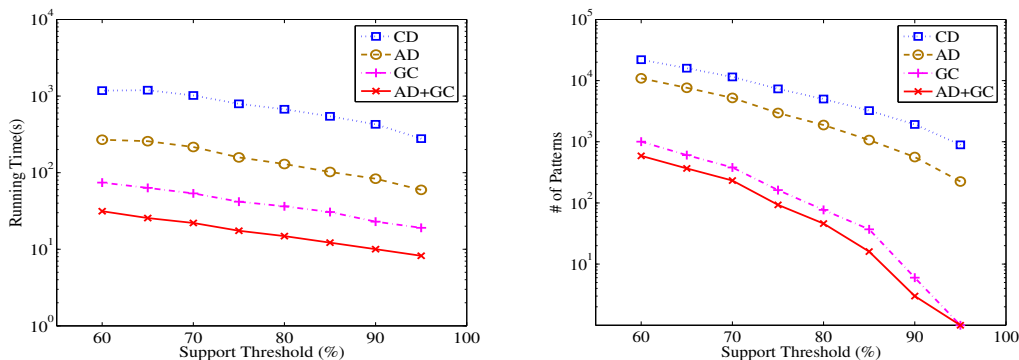 10^4
10^3
10^2
10^1
10^0
Running Time(s)
60 70 80 90 100
Support Threshold (%)
CD
AD
GC
AD+GC
10^5
10^4
10^3
10^2
10^1
# of Patterns
60 70 80 90 100
Support Threshold (%)
CD
AD
GC
AD+GC